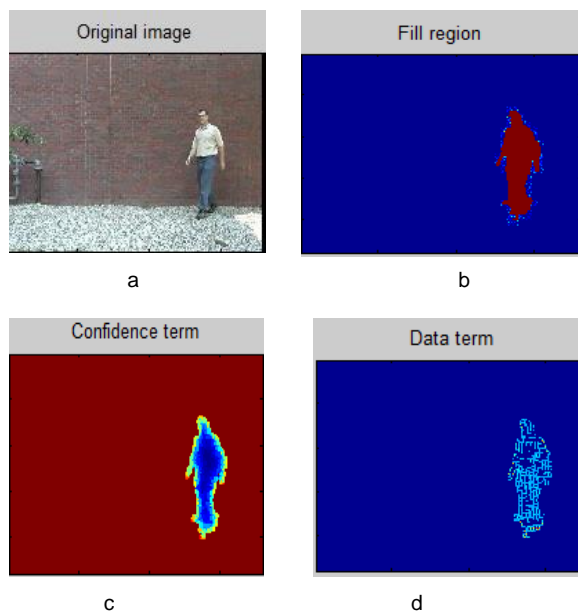 Original image
Fill region
a
b
Confidence term
Data term
c
d